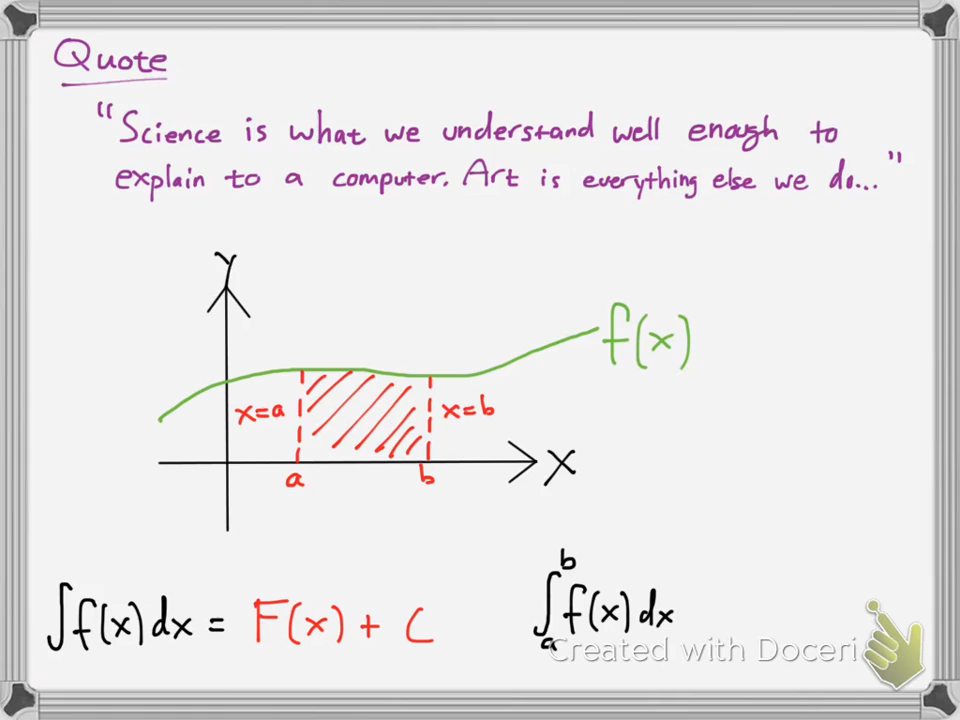 Quote
"Science is what we understand well enough to
explain to a computer. Art is everything else we do..."
Y
f(x)
x=a
x=b
a
b
X
∫f(x)dx = F(x) + C
b
∫f(x)dx
a
Created with Doceri